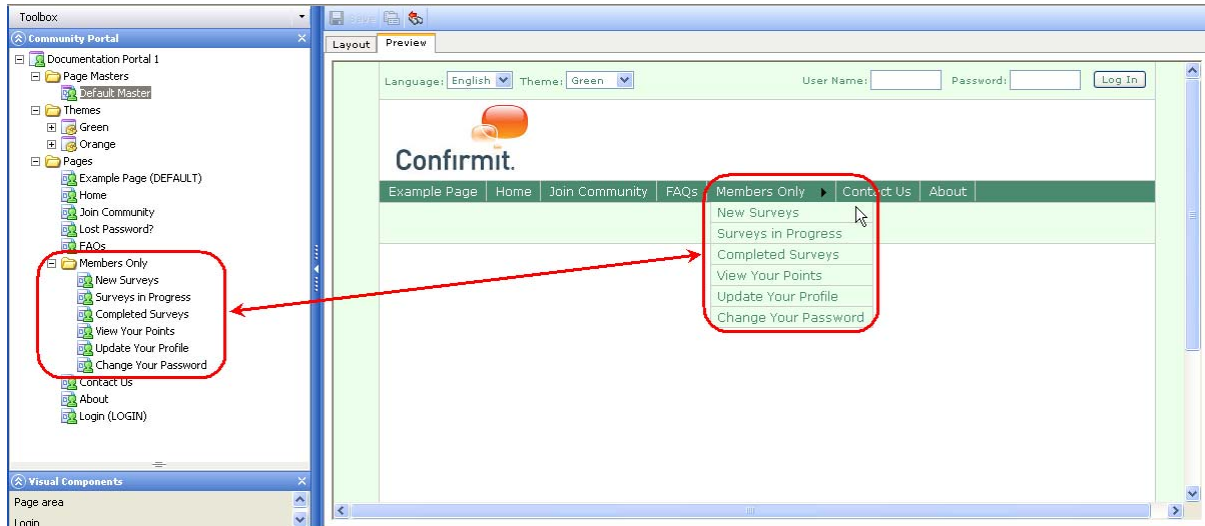 Toolbox
Save
Community Portal
Layout
Preview
Documentation Portal 1
Page Masters
Default Master
Themes
Green
Orange
Pages
Example Page (DEFAULT)
Home
Join Community
Lost Password?
FAQs
Members Only
New Surveys
Surveys in Progress
Completed Surveys
View Your Points
Update Your Profile
Change Your Password
Contact Us
About
Login (LOGIN)
Visual Components
Page area
Login
Language: English Theme: Green User Name: Password: Log In
Confirmit.
Example Page Home Join Community FAQs Members Only Contact Us About
New Surveys
Surveys in Progress
Completed Surveys
View Your Points
Update Your Profile
Change Your Password